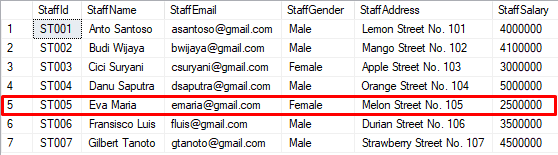 StaffId StaffName StaffEmail StaffGender StaffAddress StaffSalary
1 ST001 Anto Santoso asantoso@gmail.com Male Lemon Street No. 101 4000000
2 ST002 Budi Wijaya bwijaya@gmail.com Male Mango Street No. 102 4100000
3 ST003 Cici Suryani csuryani@gmail.com Female Apple Street No. 103 3000000
4 ST004 Danu Saputra dsaputra@gmail.com Male Orange Street No. 104 5000000
5 ST005 Eva Maria emaria@gmail.com Female Melon Street No. 105 2500000
6 ST006 Fransisco Luis fluis@gmail.com Male Durian Street No. 106 3500000
7 ST007 Gilbert Tanoto gtanoto@gmail.com Male Strawberry Street No. 107 4500000